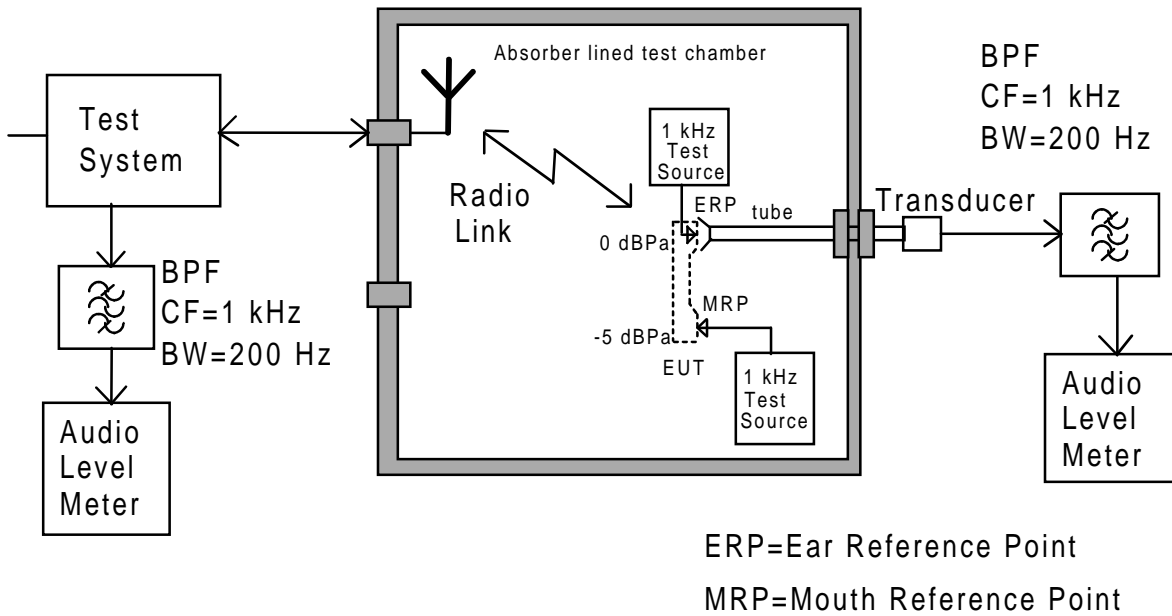 Test
System
BPF
CF=1 kHz
BW=200 Hz
Audio
Level
Meter
Absorber lined test chamber
Radio
Link
1 kHz
Test
Source
ERP
tube
0 dBPa
MRP
-5 dBPa
EUT
1 kHz
Test
Source
BPF
CF=1 kHz
BW=200 Hz
Transducer
Audio
Level
Meter
ERP=Ear Reference Point
MRP=Mouth Reference Point